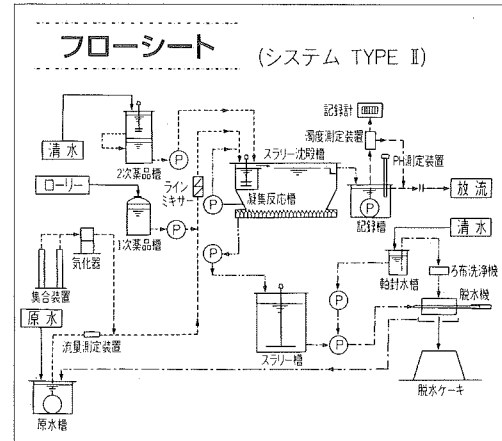 フローシート
(システム TYPE Ⅱ)
清水
2次薬品槽
P
ローリー
1次薬品槽
P
ライン
ミキサー
気化器
集合装置
原水
流量測定装置
原水槽
スラリー沈殿槽
凝集反応槽
P
P
スラリー槽
P
P
記録計
濁度測定装置
PH測定装置
P
記録槽
放流
清水
軸封水槽
ろ布洗浄機
脱水機
脱水ケーキ